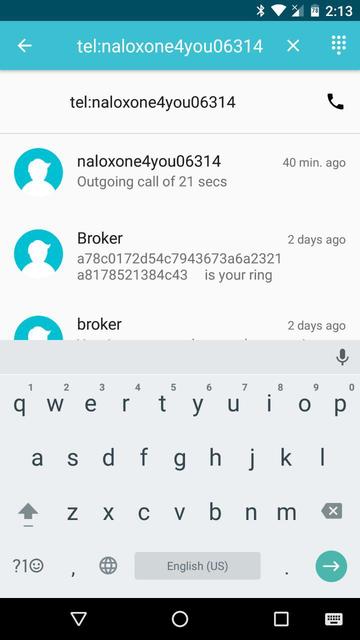 78 2:13
tel:naloxone4you06314
tel:naloxone4you06314
naloxone4you06314 40 min. ago
Outgoing call of 21 secs
Broker 2 days ago
a78c0172d54c7943673a6a2321
a8178521384c43 is your ring
broker 2 days ago
1 2 3 4 5 6 7 8 9 0
q w e r t y u i o p
a s d f g h j k l
z x c v b n m
?1☺ , English (US) .